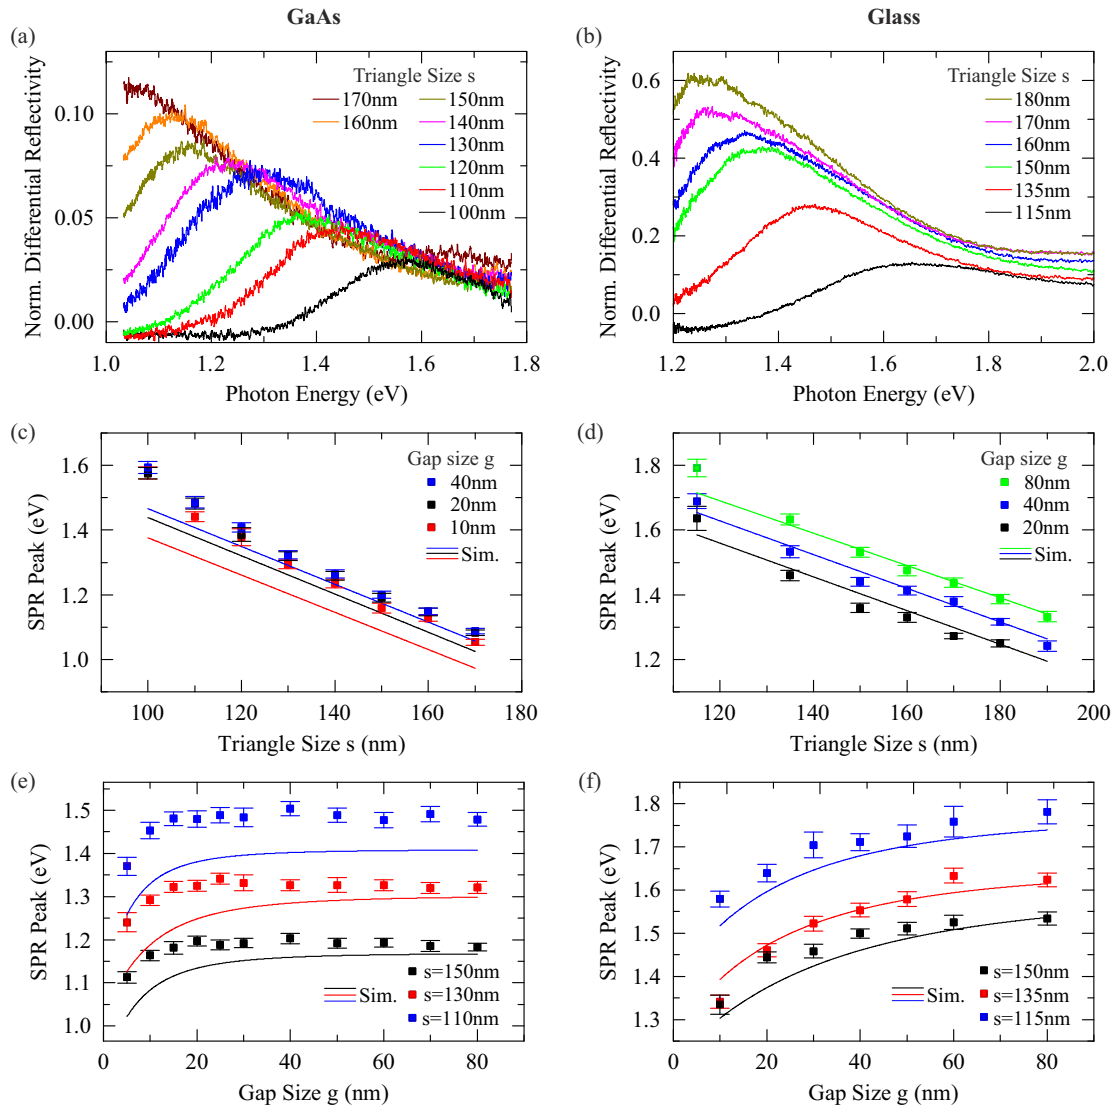 GaAs
Glass
(a)
Norm. Differential Reflectivity
0.10
0.05
0.00
Triangle Size s
170nm
160nm
150nm
140nm
130nm
120nm
110nm
100nm
1.0 1.2 1.4 1.6 1.8
Photon Energy (eV)
(b)
Norm. Differential Reflectivity
0.6
0.4
0.2
0.0
Triangle Size s
180nm
170nm
160nm
150nm
135nm
115nm
1.2 1.4 1.6 1.8 2.0
Photon Energy (eV)
(c)
SPR Peak (eV)
1.6
1.4
1.2
1.0
Gap size g
40nm
20nm
10nm
Sim.
100 120 140 160 180
Triangle Size s (nm)
(d)
SPR Peak (eV)
1.8
1.6
1.4
1.2
Gap size g
80nm
40nm
20nm
Sim.
120 140 160 180 200
Triangle Size s (nm)
(e)
SPR Peak (eV)
1.5
1.4
1.3
1.2
1.1
1.0
Sim.
s=150nm
s=130nm
s=110nm
0 20 40 60 80
Gap Size g (nm)
(f)
SPR Peak (eV)
1.8
1.7
1.6
1.5
1.4
1.3
Sim.
s=150nm
s=135nm
s=115nm
0 20 40 60 80
Gap Size g (nm)